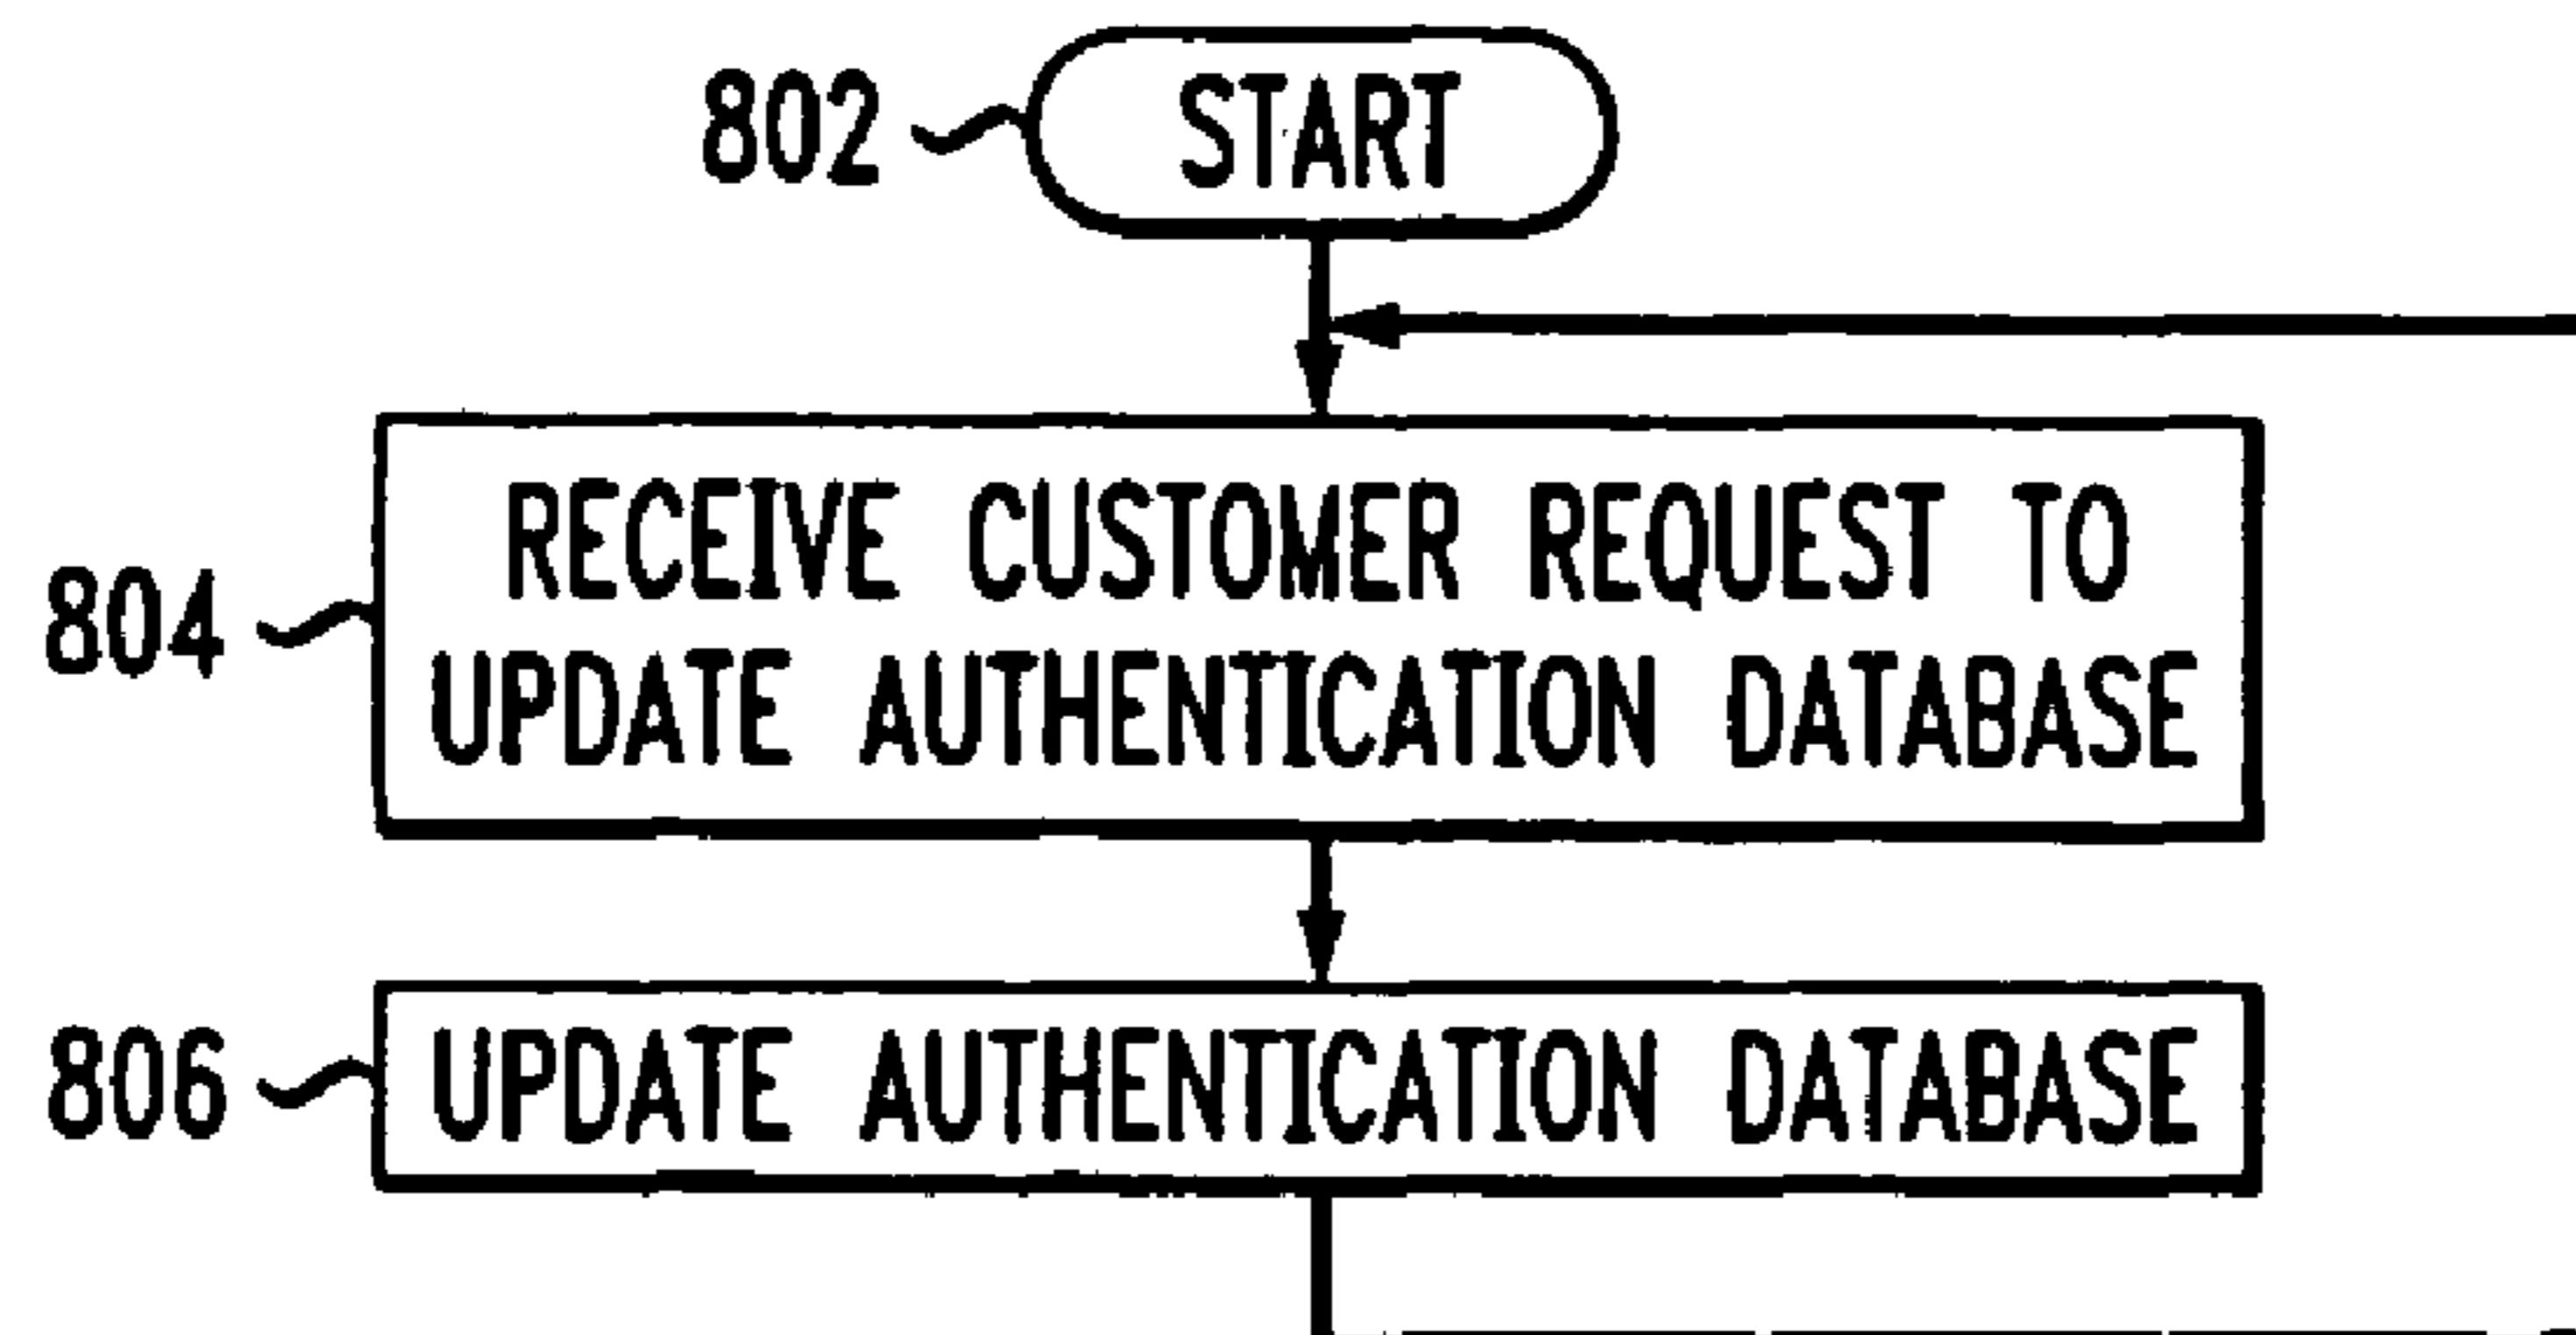 802 START
RECEIVE CUSTOMER REQUEST TO
804
UPDATE AUTHENTICATION DATABASE
806 UPDATE AUTHENTICATION DATABASE